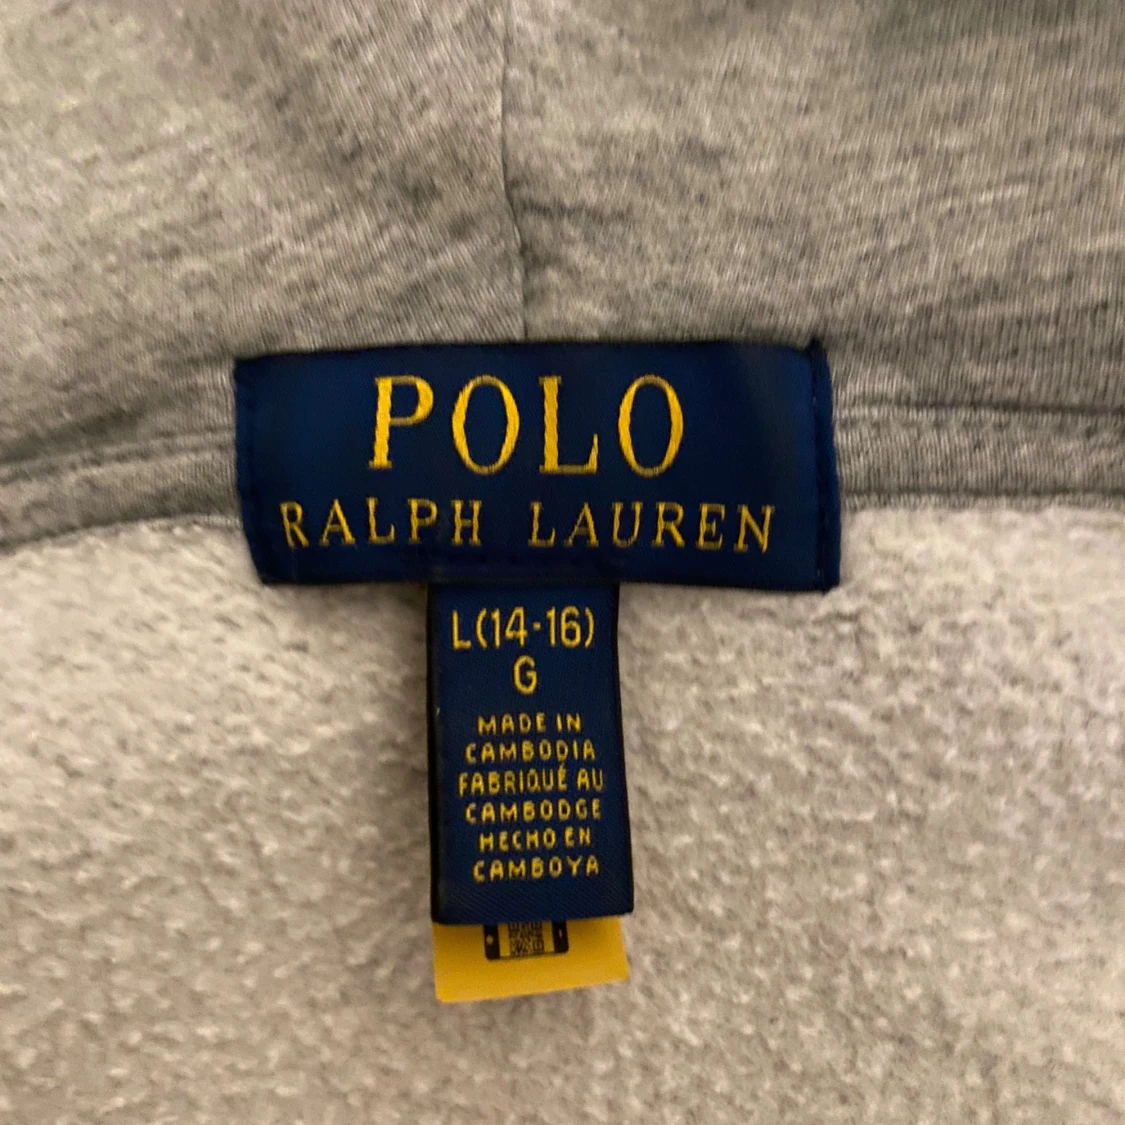 POLO
RALPH LAUREN
L(14-16)
G
MADE IN
CAMBODIA
FABRIQUÉ AU
CAMBODGE
HECHO EN
CAMBOYA